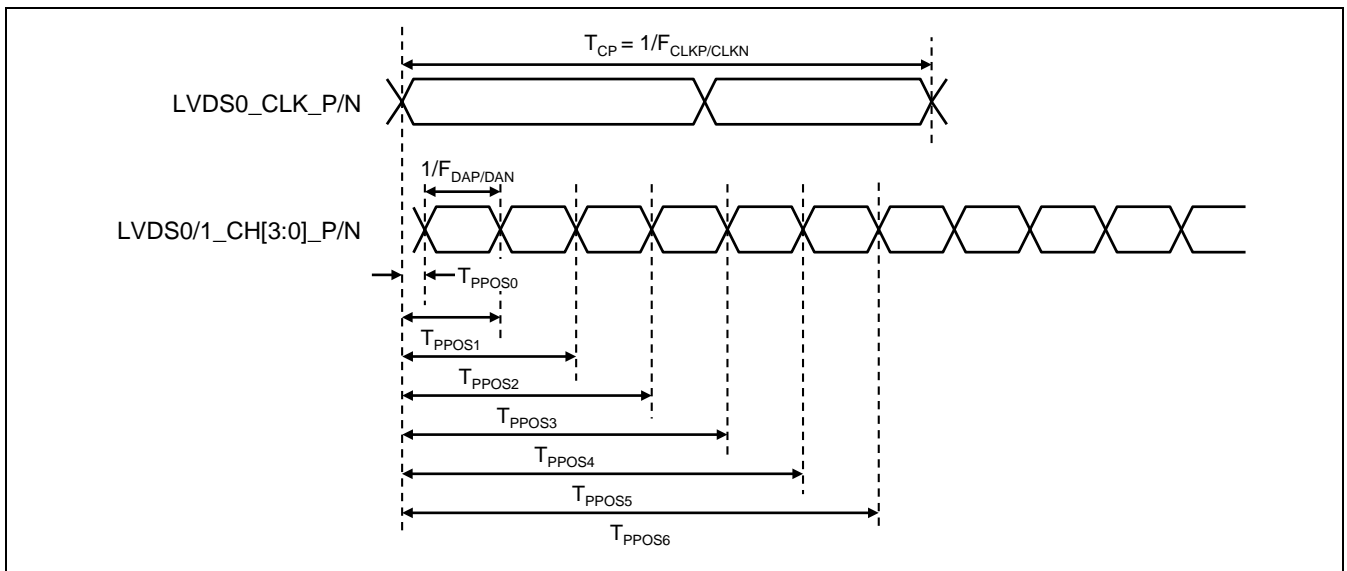 T_CP = 1/F_CLKP/CLKN
LVDS0_CLK_P/N
1/F_DAP/DAN
LVDS0/1_CH[3:0]_P/N
T_PPOS0
T_PPOS1
T_PPOS2
T_PPOS3
T_PPOS4
T_PPOS5
T_PPOS6